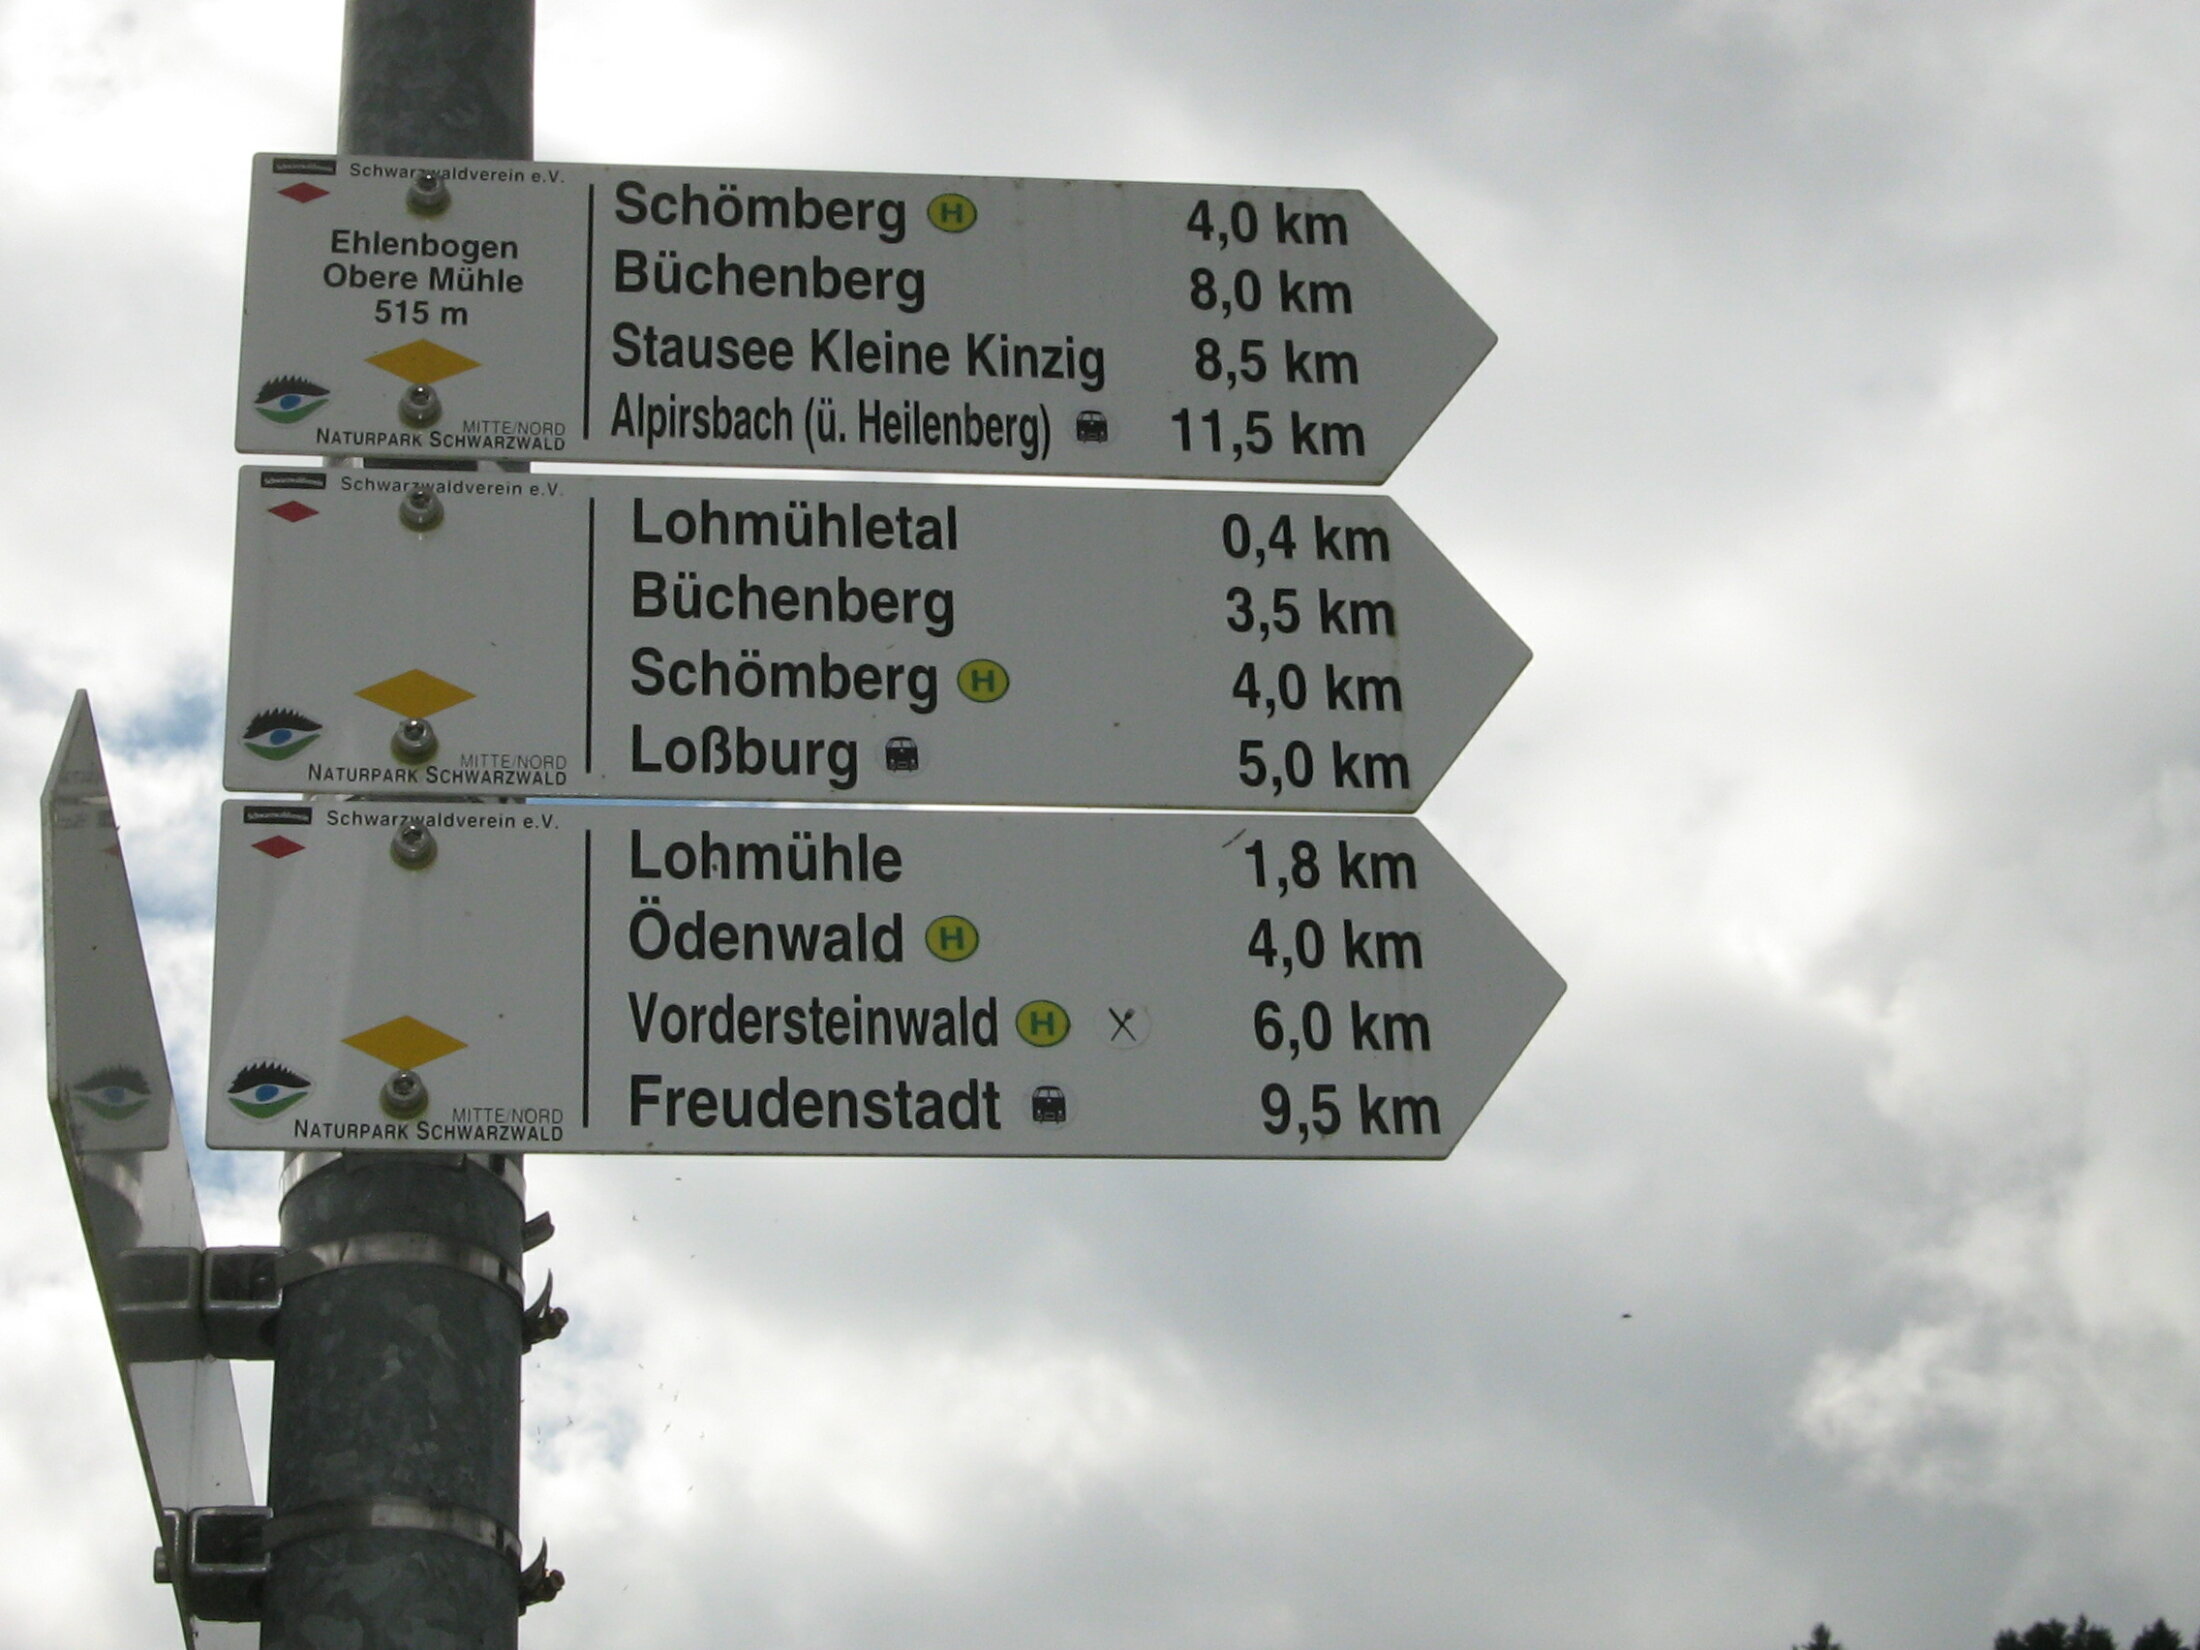 Schwarzwaldverein e.V.
Ehlenbogen
Obere Mühle
515 m
MITTE/NORD
NATURPARK SCHWARZWALD
Schömberg H 4,0 km
Büchenberg 8,0 km
Stausee Kleine Kinzig 8,5 km
Alpirsbach (ü. Heilenberg) 11,5 km
Schwarzwaldverein e.V.
MITTE/NORD
NATURPARK SCHWARZWALD
Lohmühletal 0,4 km
Büchenberg 3,5 km
Schömberg H 4,0 km
Loßburg 5,0 km
Schwarzwaldverein e.V.
MITTE/NORD
NATURPARK SCHWARZWALD
Lohmühle 1,8 km
Ödenwald H 4,0 km
Vordersteinwald H 6,0 km
Freudenstadt 9,5 km